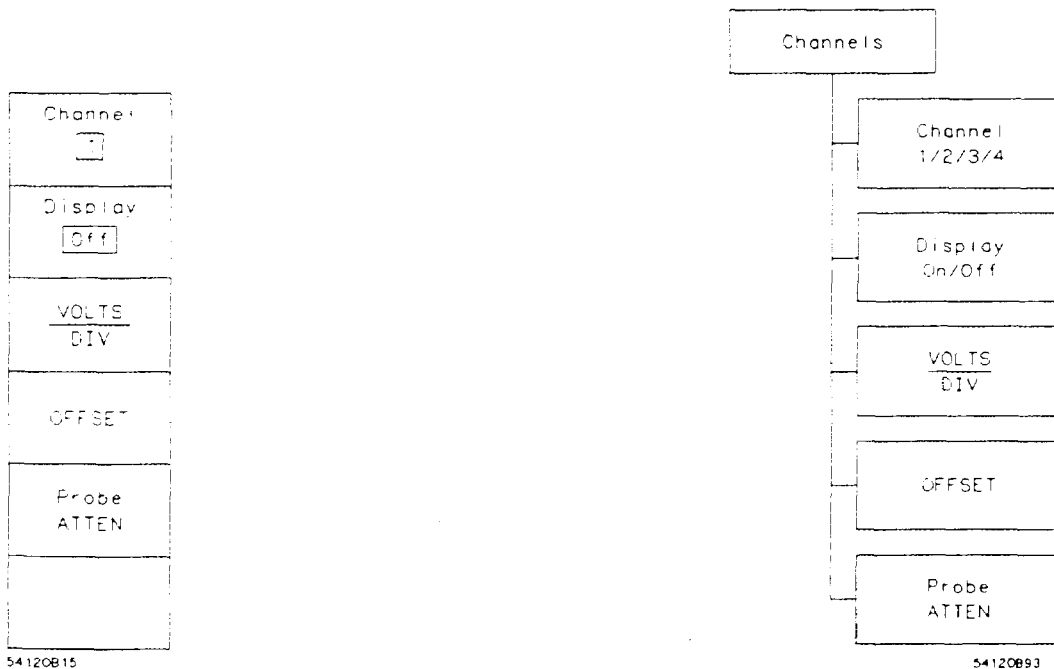 Channel
1
Display
Off
VOLTS
DIV
OFFSET
Probe
ATTEN
54120B15
Channels
Channel
1/2/3/4
Display
On/Off
VOLTS
DIV
OFFSET
Probe
ATTEN
54120B93